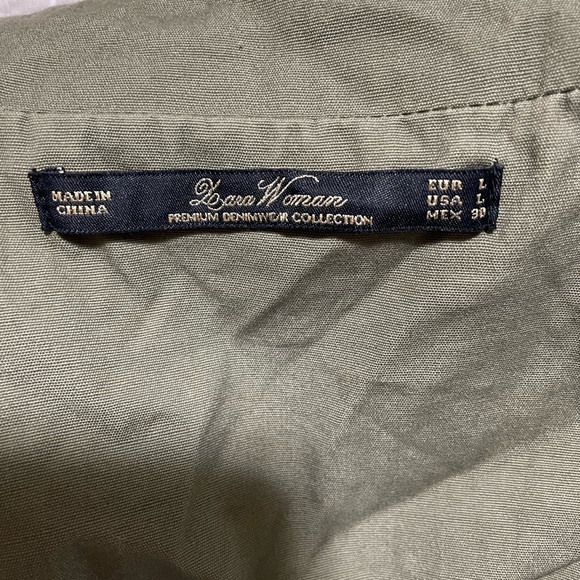 MADE IN
CHINA
Zara Woman
PREMIUM DENIMWEAR COLLECTION
EUR L
USA L
MEX 30